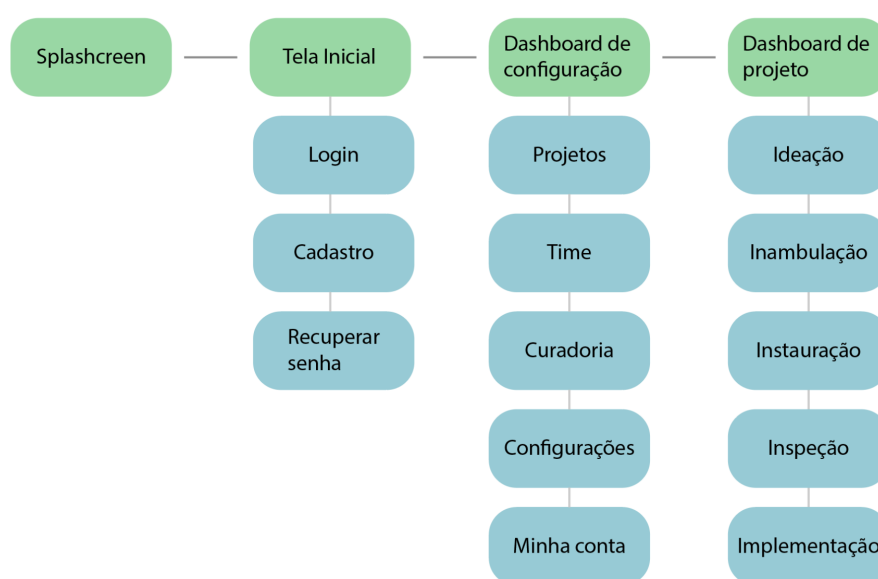 Splashcreen
Tela Inicial
Dashboard de
configuração
Dashboard de
projeto
Login
Cadastro
Recuperar
senha
Projetos
Time
Curadoria
Configurações
Minha conta
Ideação
Inambulação
Instauração
Inspeção
Implementação